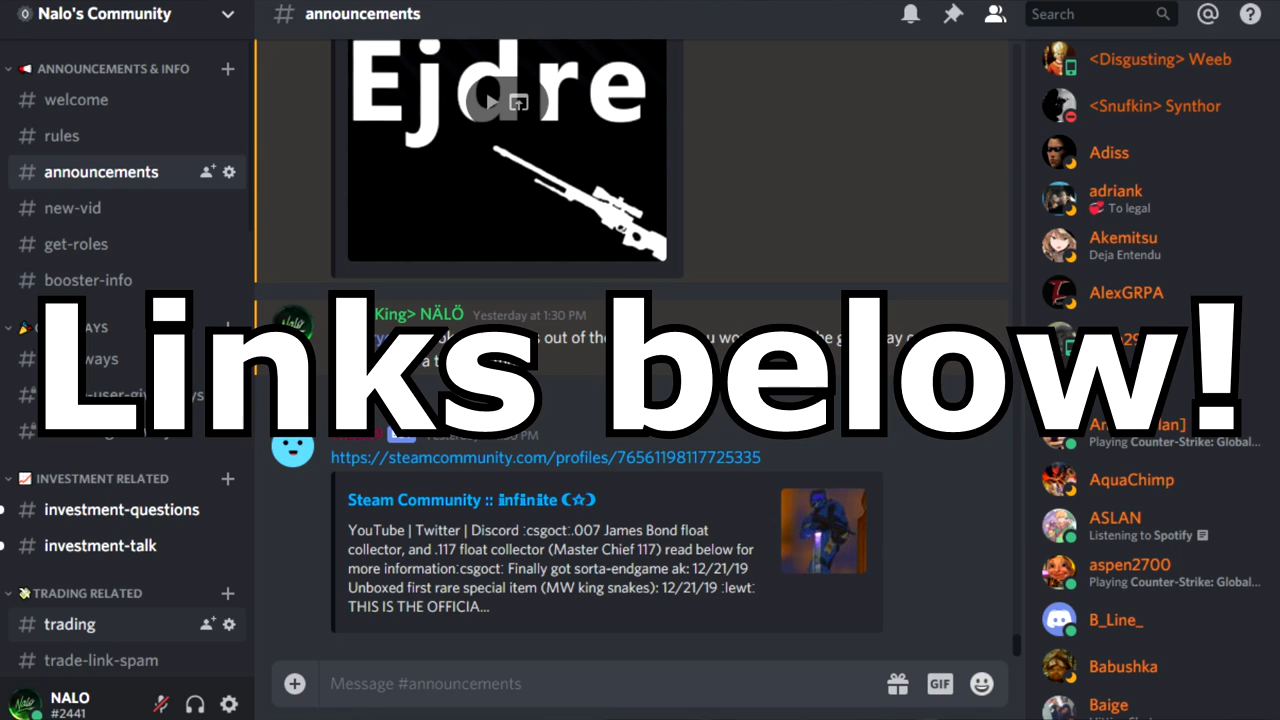 Nalo's Community
# announcements
Search
ANNOUNCEMENTS & INFO
# welcome
# rules
# announcements
# new-vid
# get-roles
# booster-info
# investment-questions
# investment-talk
INVESTMENT RELATED
TRADING RELATED
# trading
# trade-link-spam
NALO
#2441
Ejdre
King> NÄLÖ Yesterday at 1:30 PM
Links below!
https://steamcommunity.com/profiles/76561198117725335
Steam Community :: infinite ☾☆☽
YouTube | Twitter | Discord :csgoct:.007 James Bond float
collector, and .117 float collector (Master Chief 117) read below for
more information:csgoct: Finally got sorta-endgame ak: 12/21/19
Unboxed first rare special item (MW king snakes): 12/21/19 :lewt:
THIS IS THE OFFICIA...
Message #announcements
GIF
<Disgusting> Weeb
<Snufkin> Synthor
Adiss
adriank
To legal
Akemitsu
Deja Entendu
AlexGRPA
Playing Counter-Strike: Global...
AquaChimp
ASLAN
Listening to Spotify
aspen2700
Playing Counter-Strike: Global...
B_Line_
Babushka
Baige